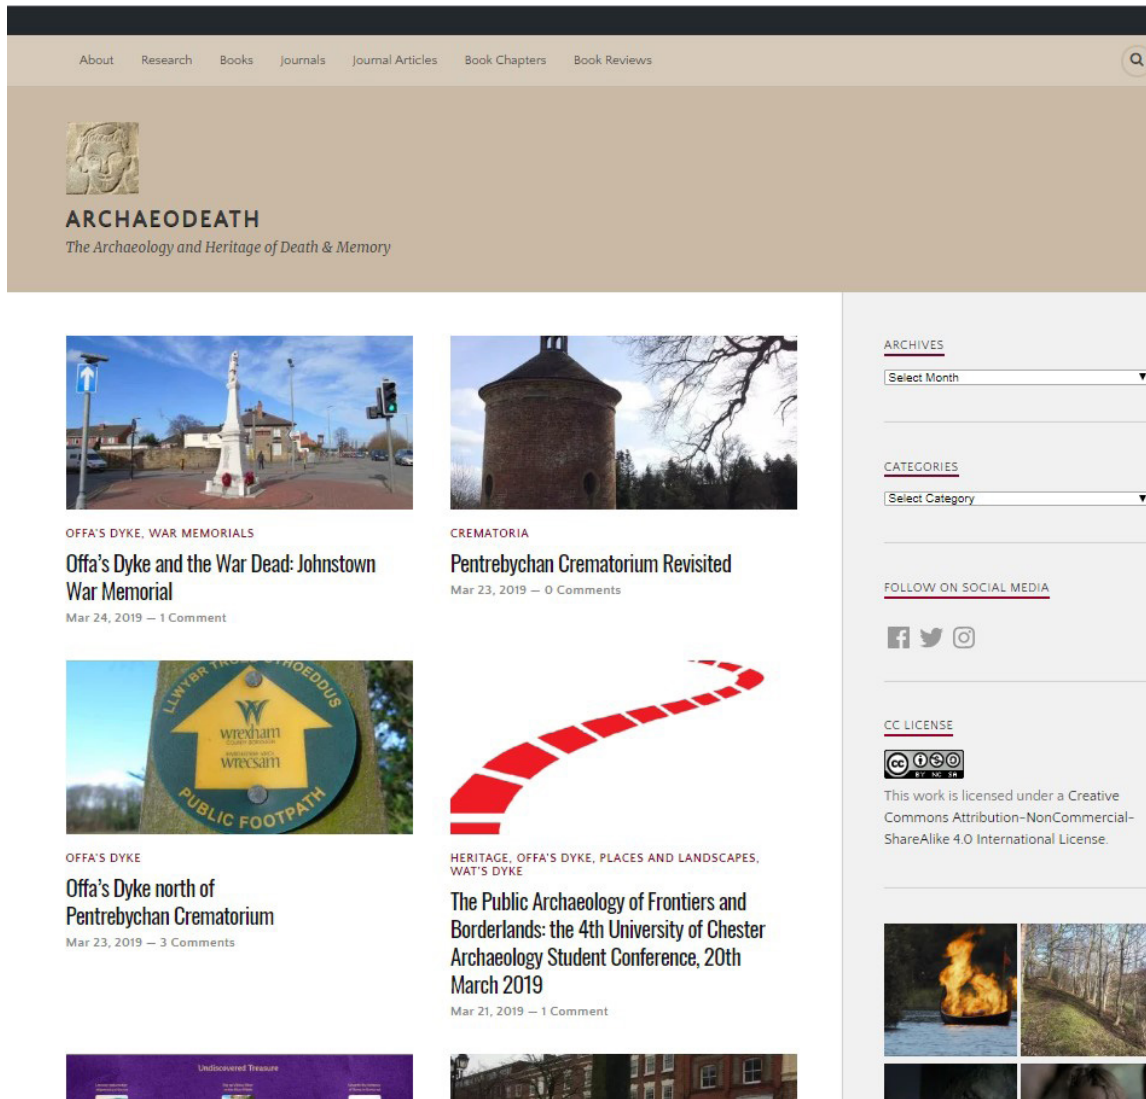 About Research Books Journals Journal Articles Book Chapters Book Reviews
ARCHAEODEATH
The Archaeology and Heritage of Death & Memory
OFFA'S DYKE, WAR MEMORIALS
Offa's Dyke and the War Dead: Johnstown
War Memorial
Mar 24, 2019 — 1 Comment
CREMATORIA
Pentrebychan Crematorium Revisited
Mar 23, 2019 — 0 Comments
LLWYBR
wrexham
COUNTY BOROUGH
wrecsam
PUBLIC FOOTPATH
OFFA'S DYKE
Offa's Dyke north of
Pentrebychan Crematorium
Mar 23, 2019 — 3 Comments
HERITAGE, OFFA'S DYKE, PLACES AND LANDSCAPES,
WAT'S DYKE
The Public Archaeology of Frontiers and
Borderlands: the 4th University of Chester
Archaeology Student Conference, 20th
March 2019
Mar 21, 2019 — 1 Comment
Undiscovered Treasure
ARCHIVES
Select Month
CATEGORIES
Select Category
FOLLOW ON SOCIAL MEDIA
CC LICENSE
cc
BY NC SA
This work is licensed under a Creative
Commons Attribution-NonCommercial-
ShareAlike 4.0 International License.